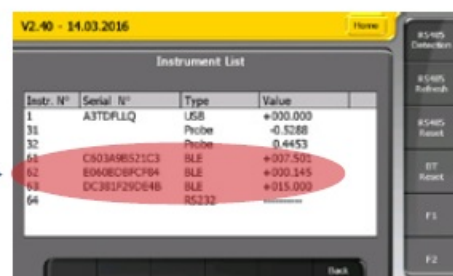 V2.40 - 14.03.2016 Home
Instrument List
Instr. N° Serial N° Type Value
1 A3TDFLLQ USB +000.000
31 Probe -0.5288
32 Probe 0.4453
61 C603A9B521C3 BLE +007.501
62 E060EDBFCFB4 BLE +000.145
63 DC381F29DE4B BLE +015.000
64 RS232 ----------
Back
RS485
Detection
RS485
Refresh
RS485
Reset
BT
Reset
F1
F2